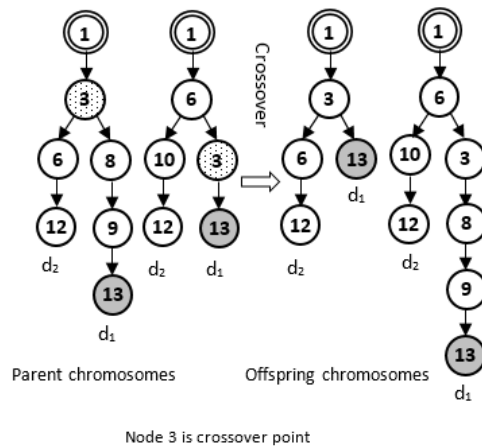 1 1 1 1
Crossover
3 6 3 6
6 8 10 3 6 13 10 3
d₁
12 9 12 13 12 12 8
d₂ d₂ d₁ d₂ d₂
13 9
d₁
13
Parent chromosomes Offspring chromosomes
d₁
Node 3 is crossover point